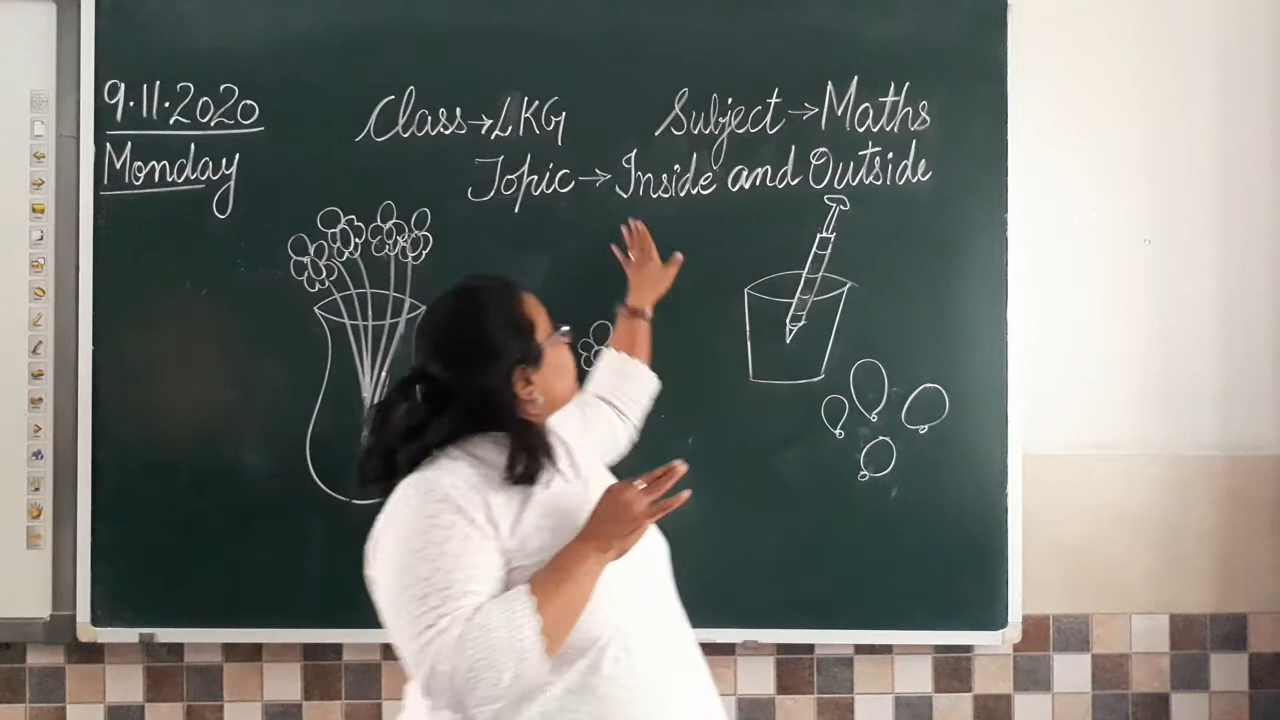 9.11.2020
Monday
Class→LKG
Subject→Maths
Topic→Inside and Outside